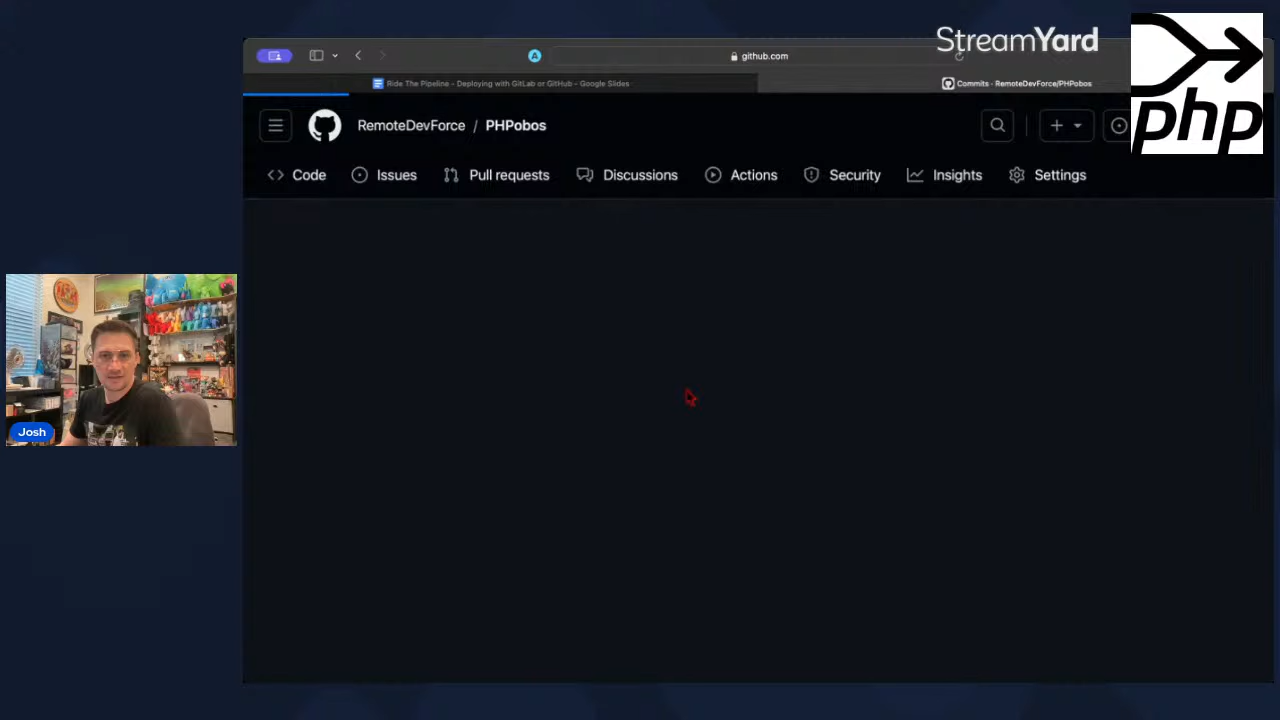 StreamYard
php
github.com
Ride The Pipeline - Deploying with GitLab or GitHub - Google Slides
Commits · RemoteDevForce/PHPobos
RemoteDevForce / PHPobos
Code Issues Pull requests Discussions Actions Security Insights Settings
Josh